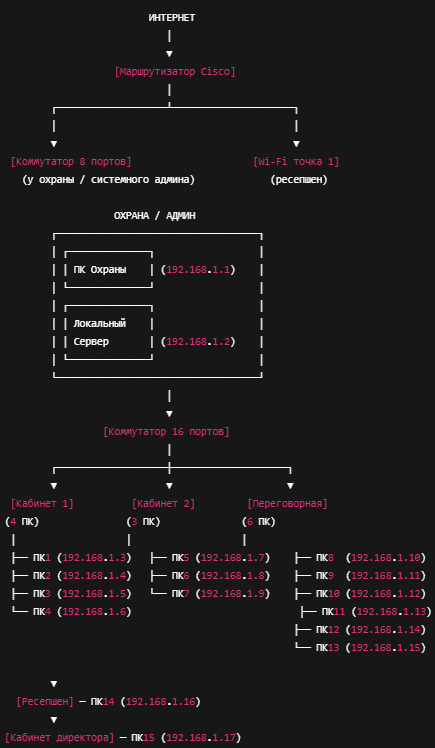 ИНТЕРНЕТ
[Маршрутизатор Cisco]
[Коммутатор 8 портов] [Wi-Fi точка 1]
(у охраны / системного админа) (ресепшен)
ОХРАНА / АДМИН
ПК Охраны (192.168.1.1)
Локальный
Сервер (192.168.1.2)
[Коммутатор 16 портов]
[Кабинет 1] [Кабинет 2] [Переговорная]
(4 ПК) (3 ПК) (6 ПК)
ПК1 (192.168.1.3) ПК5 (192.168.1.7) ПК8 (192.168.1.10)
ПК2 (192.168.1.4) ПК6 (192.168.1.8) ПК9 (192.168.1.11)
ПК3 (192.168.1.5) ПК7 (192.168.1.9) ПК10 (192.168.1.12)
ПК4 (192.168.1.6) ПК11 (192.168.1.13)
ПК12 (192.168.1.14)
ПК13 (192.168.1.15)
[Ресепшен] — ПК14 (192.168.1.16)
[Кабинет директора] — ПК15 (192.168.1.17)